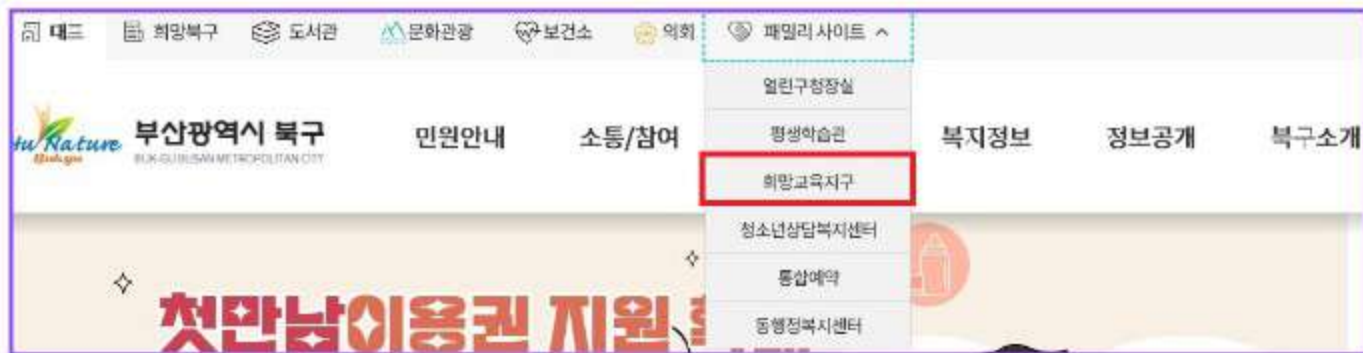 대표 희망북구 도서관 문화관광 보건소 의회 패밀리 사이트
열린구청장실
부산광역시 북구 민원안내 소통/참여 평생학습관 복지정보 정보공개 북구소개
BUK-GU BUSAN METROPOLITAN CITY
희망교육지구
청소년상담복지센터
통합예약
동행정복지센터
첫만남이용권 지원